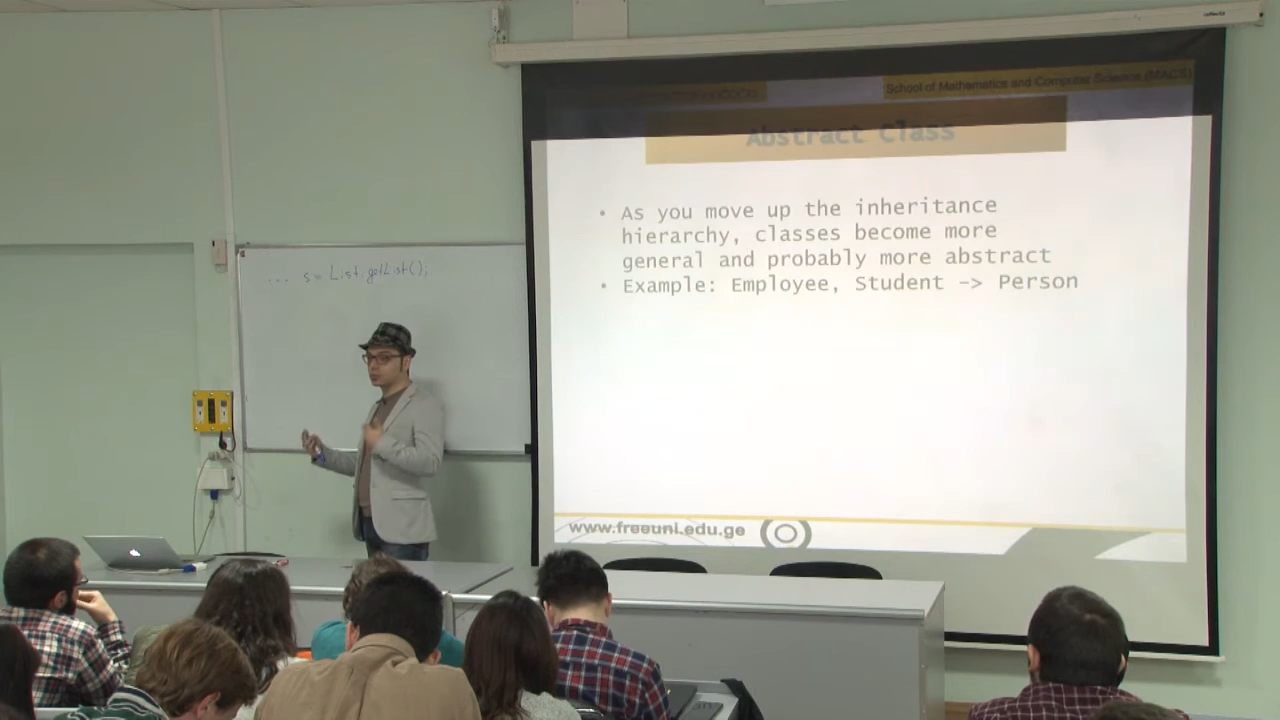 School of Mathematics and Computer Science (MACS)
Abstract Class
• As you move up the inheritance
hierarchy, classes become more
general and probably more abstract
• Example: Employee, Student -> Person
www.freeuni.edu.ge
... s = List.getList();